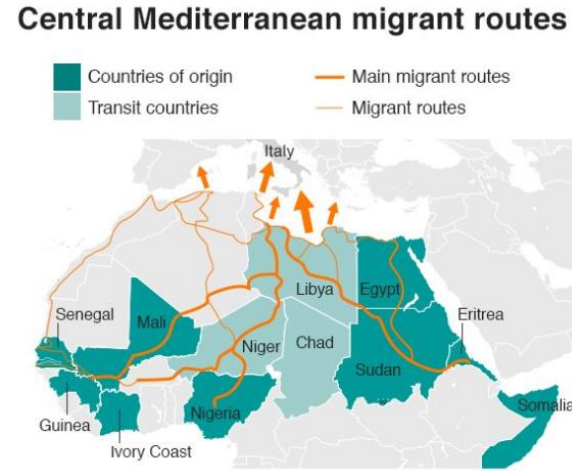 Central Mediterranean migrant routes
Countries of origin
Main migrant routes
Transit countries
Migrant routes
Italy
Libya
Egypt
Senegal
Mali
Eritrea
Niger
Chad
Sudan
Nigeria
Somalia
Guinea
Ivory Coast